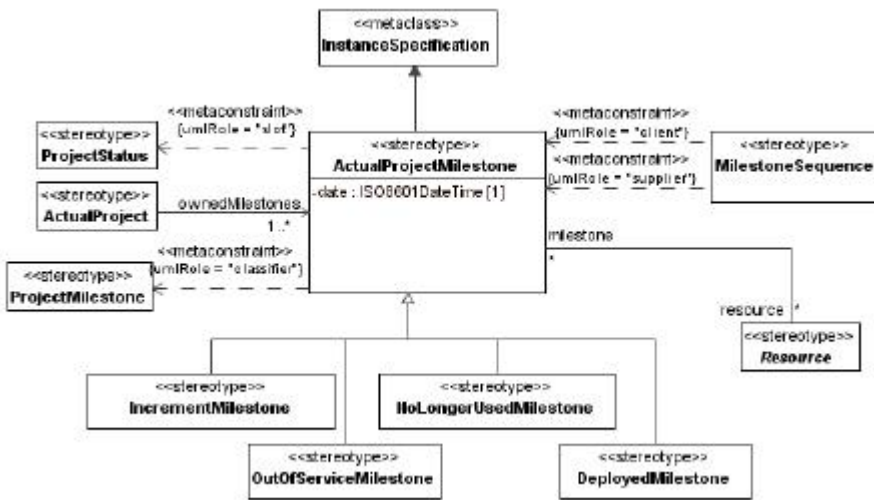 <<metaclass>>
InstanceSpecification
<<metaconstraint>>
{umlRole = "slot"}
<<stereotype>>
ProjectStatus
<<stereotype>>
ActualProjectMilestone
-date : ISO8601DateTime [1]
<<metaconstraint>>
{umlRole = "client"}
<<metaconstraint>>
{umlRole = "supplier"}
<<stereotype>>
MilestoneSequence
<<stereotype>>
ActualProject
ownedMilestones
1..*
<<metaconstraint>>
{umlRole = "classifier"}
<<stereotype>>
ProjectMilestone
milestone
*
resource *
<<stereotype>>
Resource
<<stereotype>>
IncrementMilestone
<<stereotype>>
NoLongerUsedMilestone
<<stereotype>>
OutOfServiceMilestone
<<stereotype>>
DeployedMilestone